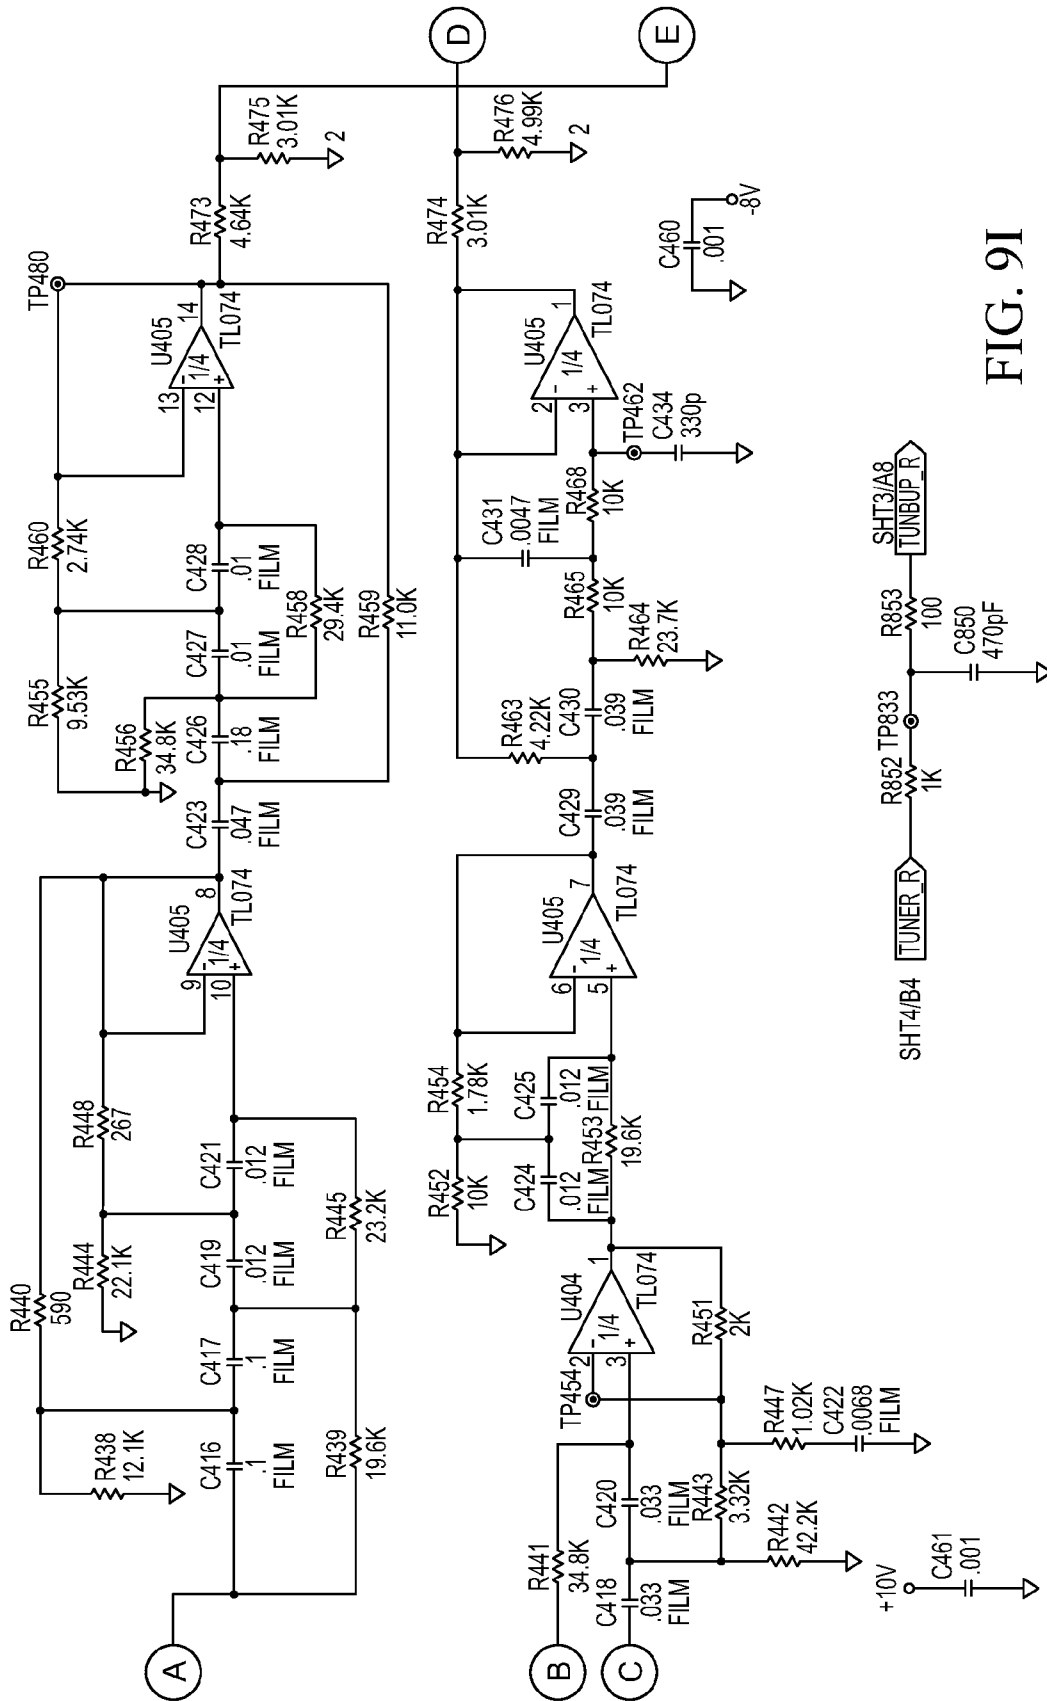 A
R438
12.1K
R440
590
C416
.1
FILM
R439
19.6K
C417
.1
FILM
R444
22.1K
R448
267
C419
.012
FILM
C421
.012
FILM
R445
23.2K
U405
9
10
-
+
1/4
8
TL074
C423
.047
FILM
C426
.18
FILM
R456
34.8K
R455
9.53K
R460
2.74K
C427
.01
FILM
C428
.01
FILM
R458
29.4K
R459
11.0K
TP480
U405
13
12
-
+
1/4
14
TL074
R473
4.64K
R475
3.01K
2
D
E
B
C
R441
34.8K
C418
.033
FILM
C420
.033
FILM
R443
3.32K
R442
42.2K
R447
1.02K
C422
.0068
FILM
TP454
U404
2
3
-
+
1/4
1
TL074
R451
2K
R452
10K
R454
1.78K
C424
.012
FILM
C425
.012
FILM
R453
19.6K
U405
6
5
-
+
1/4
7
TL074
C429
.039
FILM
R463
4.22K
C430
.039
FILM
R464
23.7K
R465
10K
C431
.0047
FILM
R468
10K
TP462
C434
330p
U405
2
3
-
+
1/4
1
TL074
R474
3.01K
R476
4.99K
2
C460
.001
-8V
+10V
C461
.001
SHT4/B4
TUNER_R
R852
1K
TP833
C850
470pF
R853
100
SHT3/A8
TUNBUP_R
FIG. 9I